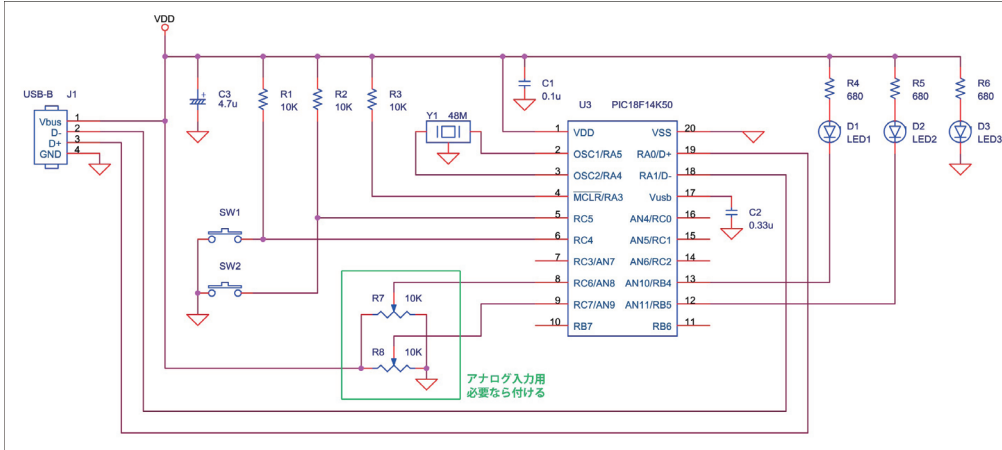 VDD
USB-B J1
Vbus 1
D- 2
D+ 3
GND 4
C3
4.7u
R1
10K
R2
10K
R3
10K
C1
0.1u
R4
680
R5
680
R6
680
D1
LED1
D2
LED2
D3
LED3
Y1 48M
U3 PIC18F14K50
1 VDD VSS 20
2 OSC1/RA5 RA0/D+ 19
3 OSC2/RA4 RA1/D- 18
4 MCLR/RA3 Vusb 17
5 RC5 AN4/RC0 16
6 RC4 AN5/RC1 15
7 RC3/AN7 AN6/RC2 14
8 RC6/AN8 AN10/RB4 13
9 RC7/AN9 AN11/RB5 12
10 RB7 RB6 11
C2
0.33u
SW1
SW2
R7 10K
R8 10K
アナログ入力用
必要なら付ける